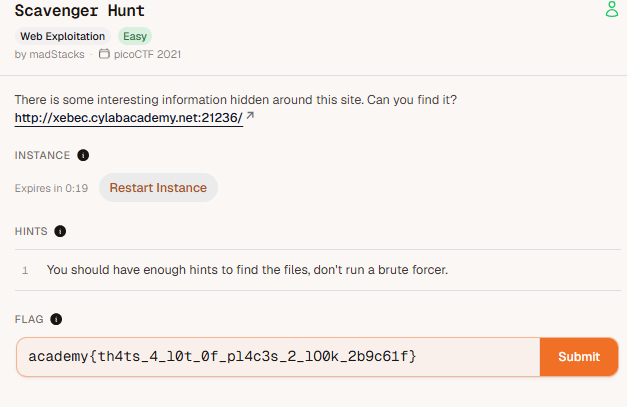 Scavenger Hunt
Web Exploitation Easy
by madStacks · picoCTF 2021
There is some interesting information hidden around this site. Can you find it?
http://xebec.cylabacademy.net:21236/
INSTANCE
Expires in 0:19 Restart Instance
HINTS
1 You should have enough hints to find the files, don't run a brute forcer.
FLAG
academy{th4ts_4_l0t_0f_pl4c3s_2_lO0k_2b9c61f} Submit